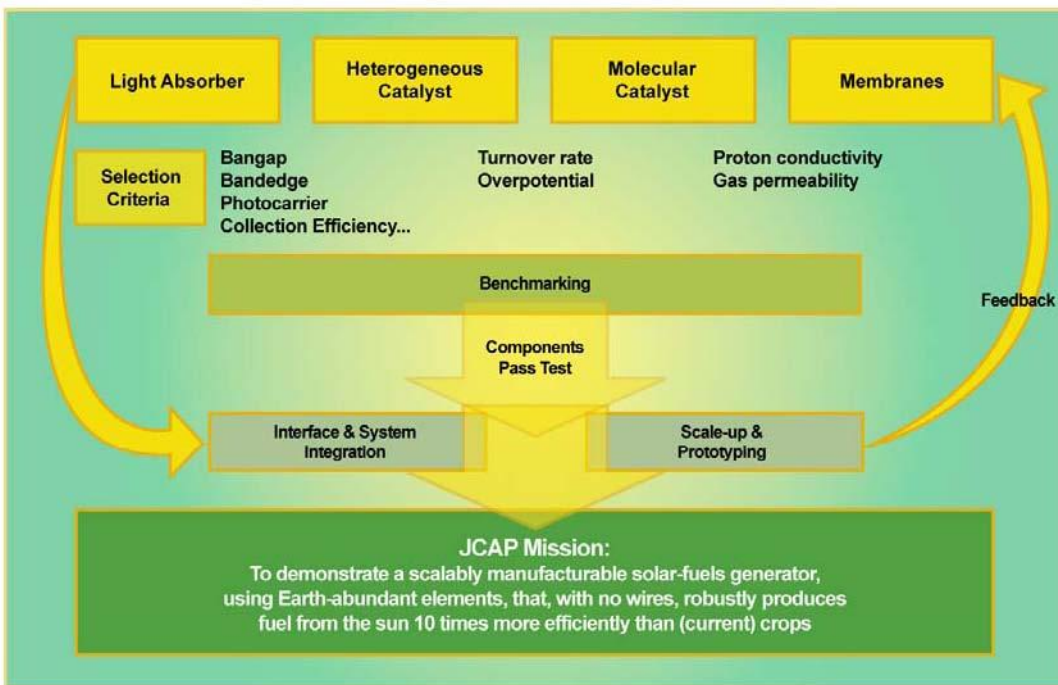 Light Absorber
Heterogeneous
Catalyst
Molecular
Catalyst
Membranes
Selection
Criteria
Bangap
Bandedge
Photocarrier
Collection Efficiency...
Turnover rate
Overpotential
Proton conductivity
Gas permeability
Benchmarking
Feedback
Components
Pass Test
Interface & System
Integration
Scale-up &
Prototyping
JCAP Mission:
To demonstrate a scalably manufacturable solar-fuels generator,
using Earth-abundant elements, that, with no wires, robustly produces
fuel from the sun 10 times more efficiently than (current) crops